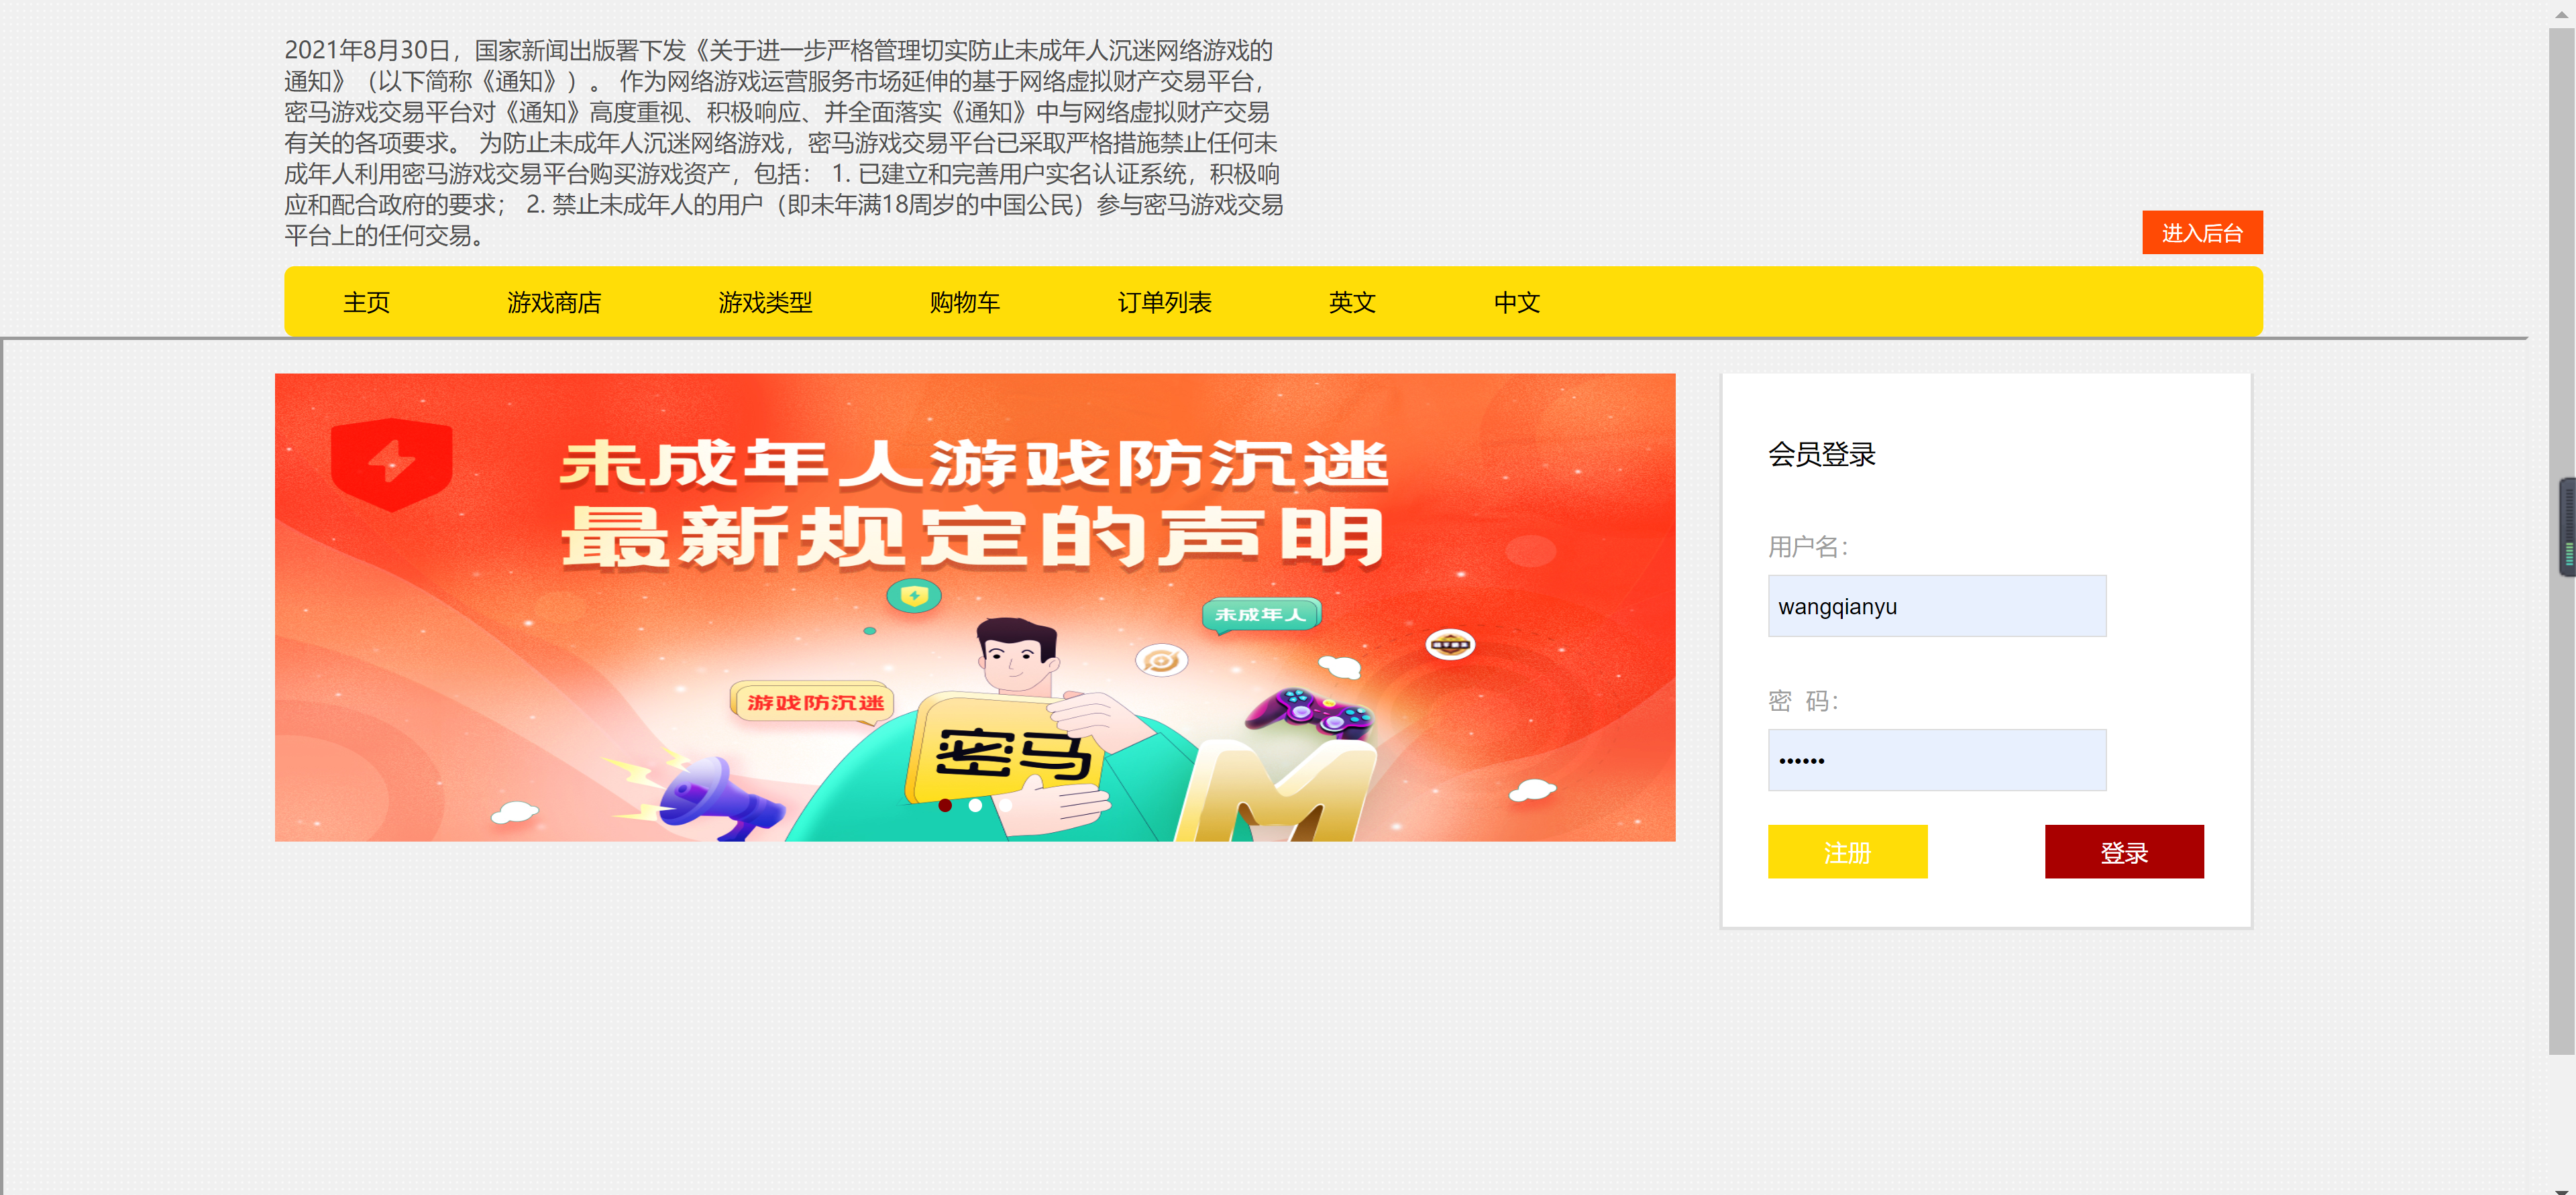 2021年8月30日，国家新闻出版署下发《关于进一步严格管理切实防止未成年人沉迷网络游戏的
通知》（以下简称《通知》）。 作为网络游戏运营服务市场延伸的基于网络虚拟财产交易平台，
密马游戏交易平台对《通知》高度重视、积极响应、并全面落实《通知》中与网络虚拟财产交易
有关的各项要求。 为防止未成年人沉迷网络游戏，密马游戏交易平台已采取严格措施禁止任何未
成年人利用密马游戏交易平台购买游戏资产，包括： 1. 已建立和完善用户实名认证系统，积极响
应和配合政府的要求； 2. 禁止未成年人的用户（即未年满18周岁的中国公民）参与密马游戏交易
平台上的任何交易。
进入后台
主页 游戏商店 游戏类型 购物车 订单列表 英文 中文
未成年人游戏防沉迷
最新规定的声明
未成年人
游戏防沉迷
密马
M
会员登录
用户名：
wangqianyu
密 码：
••••••
注册 登录